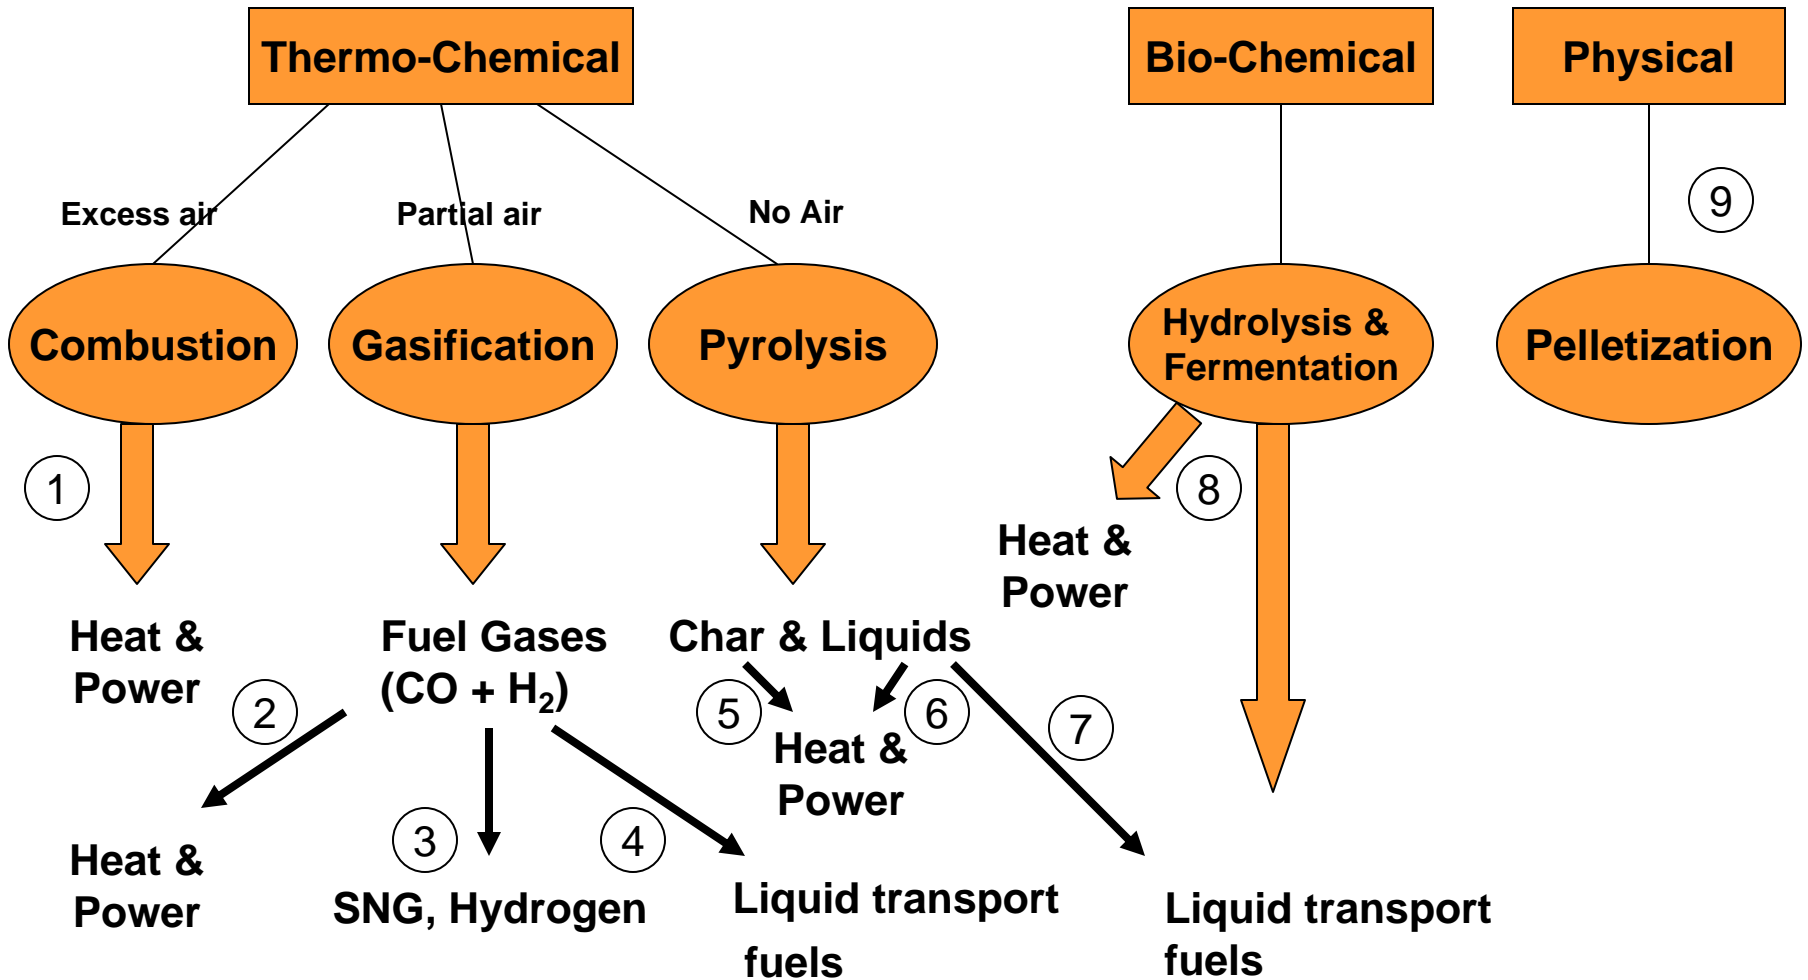 Thermo-Chemical
Bio-Chemical
Physical
Excess air
Partial air
No Air
9
Combustion
Gasification
Pyrolysis
Hydrolysis &
Fermentation
Pelletization
1
8
Heat &
Power
Heat &
Power
Fuel Gases
(CO + H₂)
Char & Liquids
2
5
6
7
Heat &
Power
3
4
Heat &
Power
SNG, Hydrogen
Liquid transport
fuels
Liquid transport
fuels